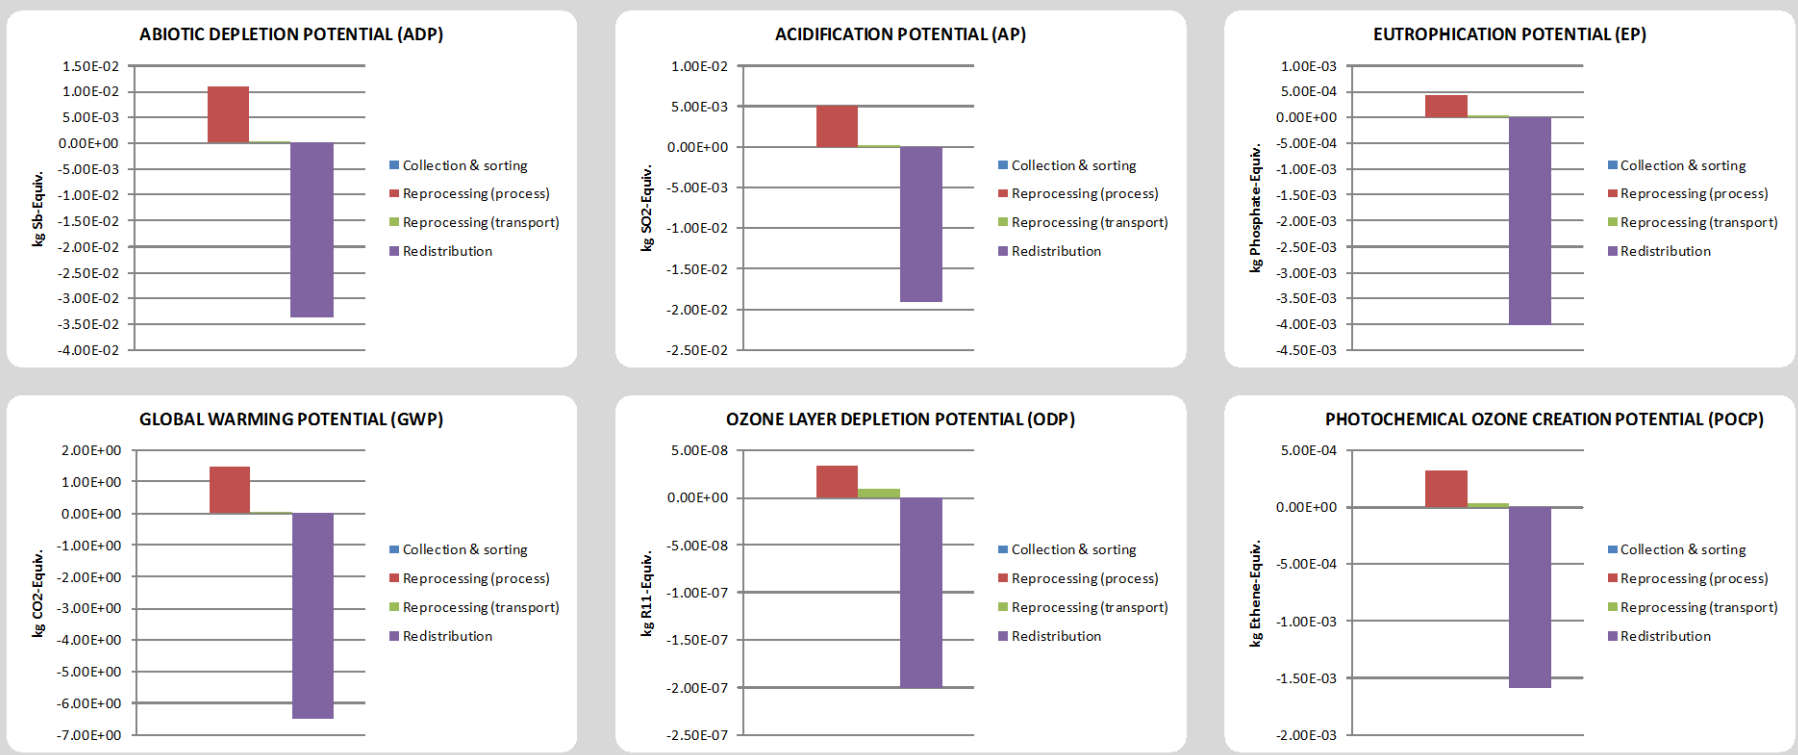 ABIOTIC DEPLETION POTENTIAL (ADP)
1.50E-02
1.00E-02
5.00E-03
0.00E+00
-5.00E-03
-1.00E-02
-1.50E-02
-2.00E-02
-2.50E-02
-3.00E-02
-3.50E-02
-4.00E-02
kg Sb-Equiv.
Collection & sorting
Reprocessing (process)
Reprocessing (transport)
Redistribution
ACIDIFICATION POTENTIAL (AP)
1.00E-02
5.00E-03
0.00E+00
-5.00E-03
-1.00E-02
-1.50E-02
-2.00E-02
-2.50E-02
kg SO2-Equiv.
Collection & sorting
Reprocessing (process)
Reprocessing (transport)
Redistribution
EUTROPHICATION POTENTIAL (EP)
1.00E-03
5.00E-04
0.00E+00
-5.00E-04
-1.00E-03
-1.50E-03
-2.00E-03
-2.50E-03
-3.00E-03
-3.50E-03
-4.00E-03
-4.50E-03
kg Phosphate-Equiv.
Collection & sorting
Reprocessing (process)
Reprocessing (transport)
Redistribution
GLOBAL WARMING POTENTIAL (GWP)
2.00E+00
1.00E+00
0.00E+00
-1.00E+00
-2.00E+00
-3.00E+00
-4.00E+00
-5.00E+00
-6.00E+00
-7.00E+00
kg CO2-Equiv.
Collection & sorting
Reprocessing (process)
Reprocessing (transport)
Redistribution
OZONE LAYER DEPLETION POTENTIAL (ODP)
5.00E-08
0.00E+00
-5.00E-08
-1.00E-07
-1.50E-07
-2.00E-07
-2.50E-07
kg R11-Equiv.
Collection & sorting
Reprocessing (process)
Reprocessing (transport)
Redistribution
PHOTOCHEMICAL OZONE CREATION POTENTIAL (POCP)
5.00E-04
0.00E+00
-5.00E-04
-1.00E-03
-1.50E-03
-2.00E-03
kg Ethene-Equiv.
Collection & sorting
Reprocessing (process)
Reprocessing (transport)
Redistribution